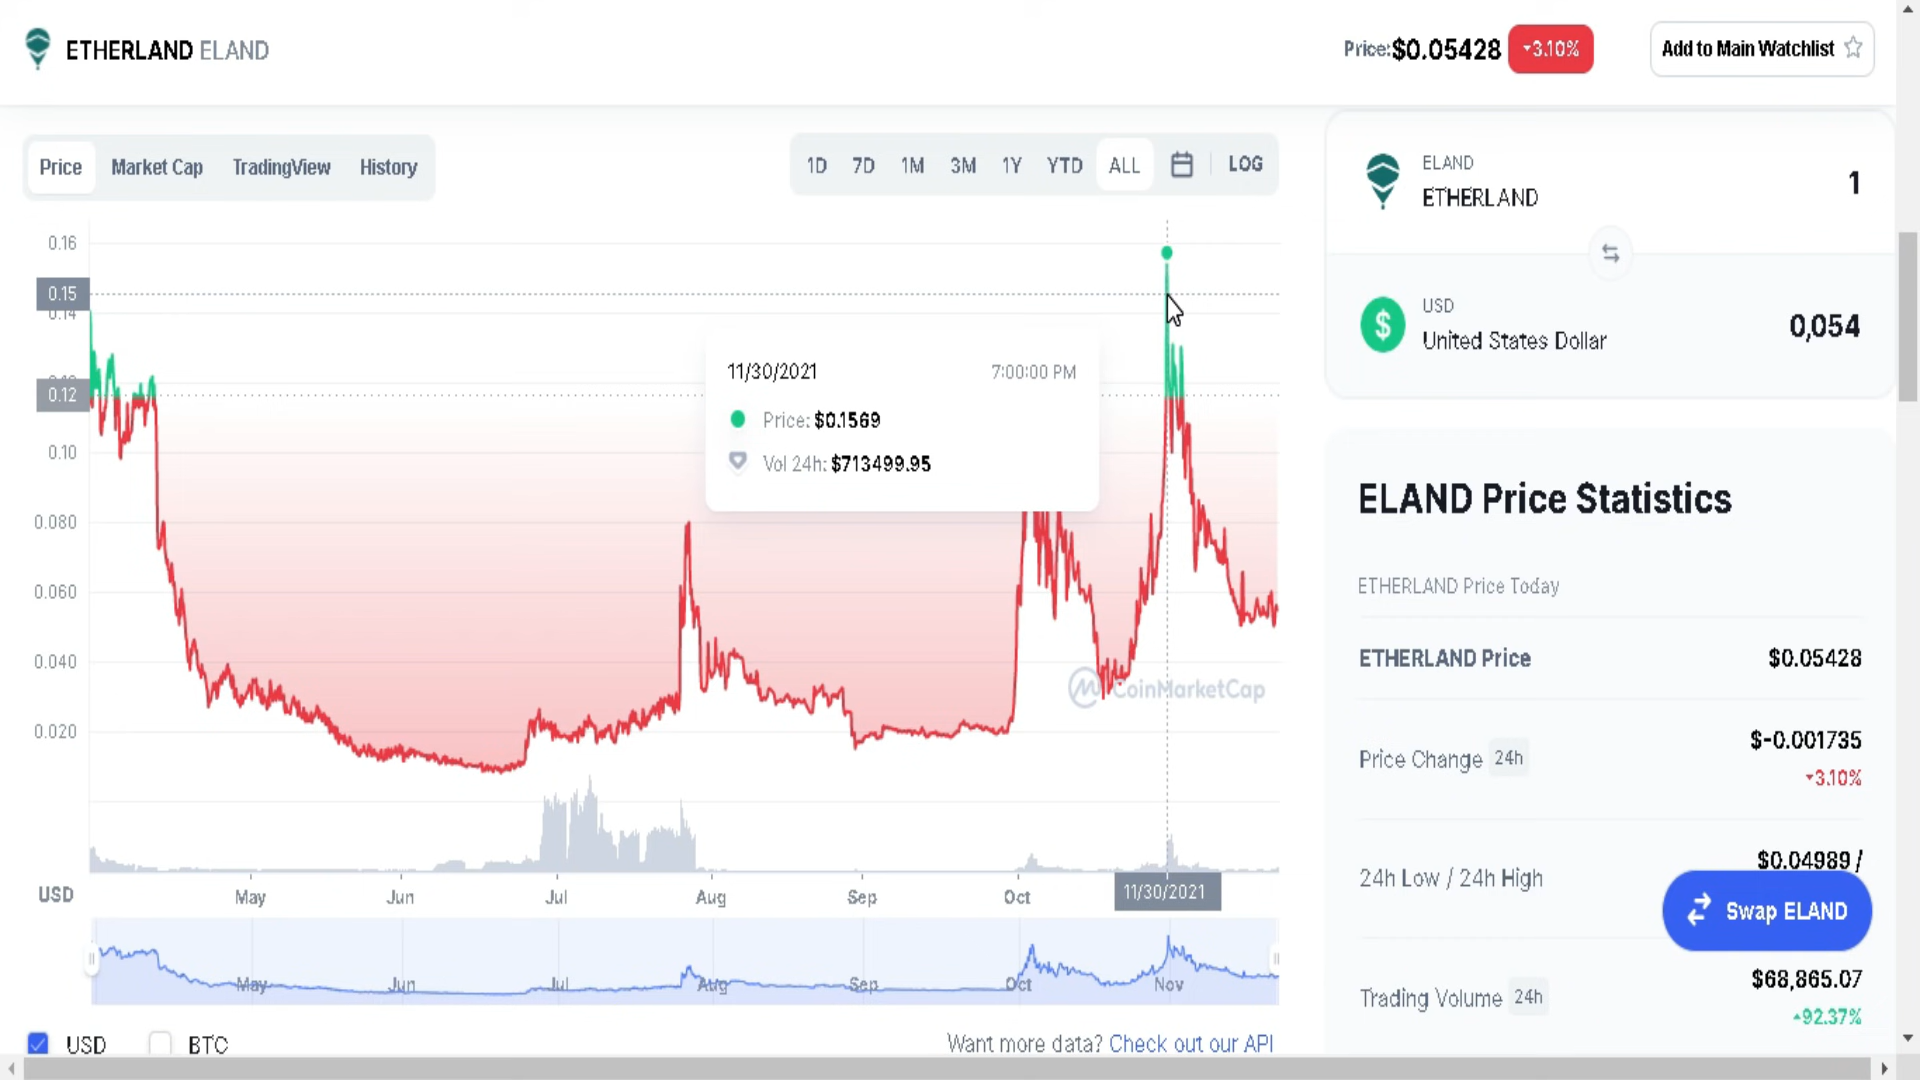 ETHERLAND ELAND
Price:$0.05428 3.10%
Add to Main Watchlist
Price Market Cap TradingView History
1D 7D 1M 3M 1Y YTD ALL LOG
0.16
0.15
0.14
0.12
0.10
0.080
0.060
0.040
0.020
11/30/2021 7:00:00 PM
Price: $0.1569
Vol 24h: $713499.95
CoinMarketCap
USD May Jun Jul Aug Sep Oct 11/30/2021
May Jun Jul Aug Sep Oct Nov
USD BTC
Want more data? Check out our API
ELAND
ETHERLAND
1
USD
United States Dollar
0,054
ELAND Price Statistics
ETHERLAND Price Today
ETHERLAND Price $0.05428
Price Change 24h $-0.001735
3.10%
24h Low / 24h High $0.04989 /
Swap ELAND
Trading Volume 24h $68,865.07
92.37%